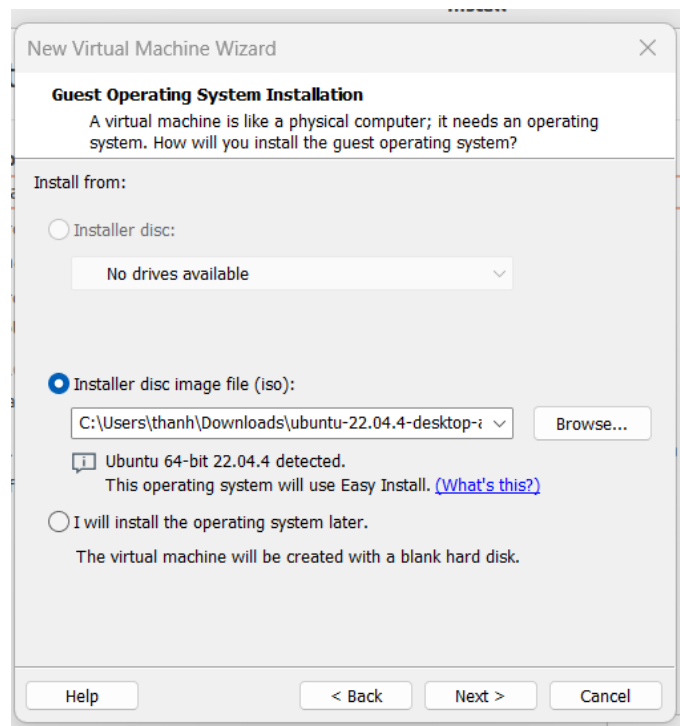 New Virtual Machine Wizard
Guest Operating System Installation
A virtual machine is like a physical computer; it needs an operating
system. How will you install the guest operating system?
Install from:
Installer disc:
No drives available
Installer disc image file (iso):
C:\Users\thanh\Downloads\ubuntu-22.04.4-desktop-a
Browse...
Ubuntu 64-bit 22.04.4 detected.
This operating system will use Easy Install. (What's this?)
I will install the operating system later.
The virtual machine will be created with a blank hard disk.
Help
< Back
Next >
Cancel